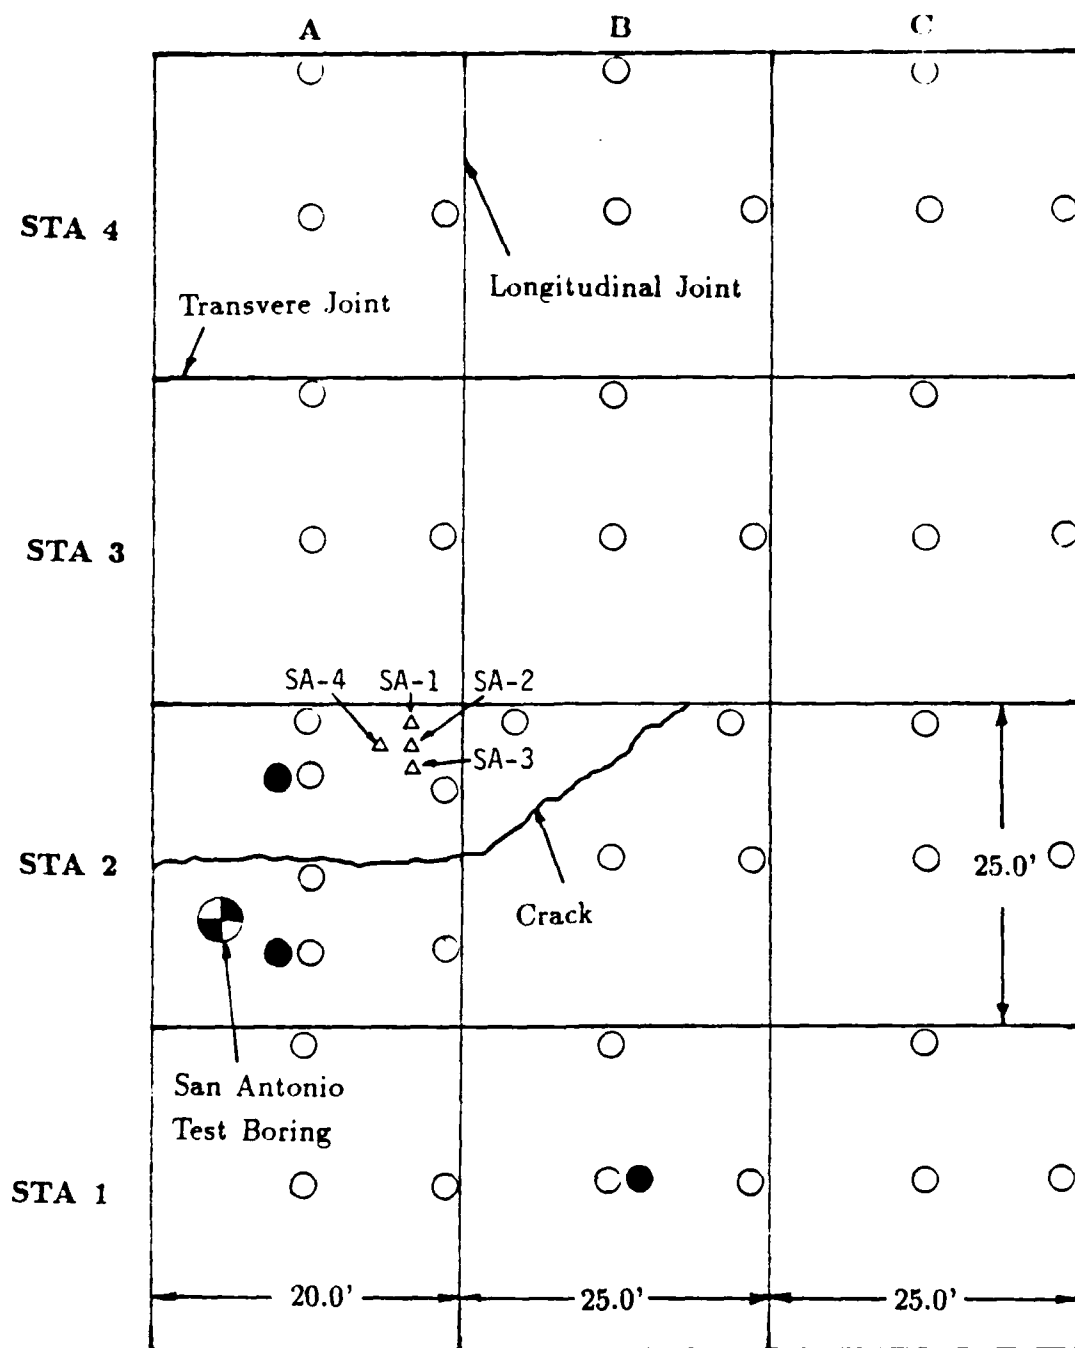 A B C
STA 4
Longitudinal Joint
Transvere Joint
STA 3
SA-4 SA-1 SA-2
SA-3
STA 2
25.0'
Crack
San Antonio
Test Boring
STA 1
20.0' 25.0' 25.0'